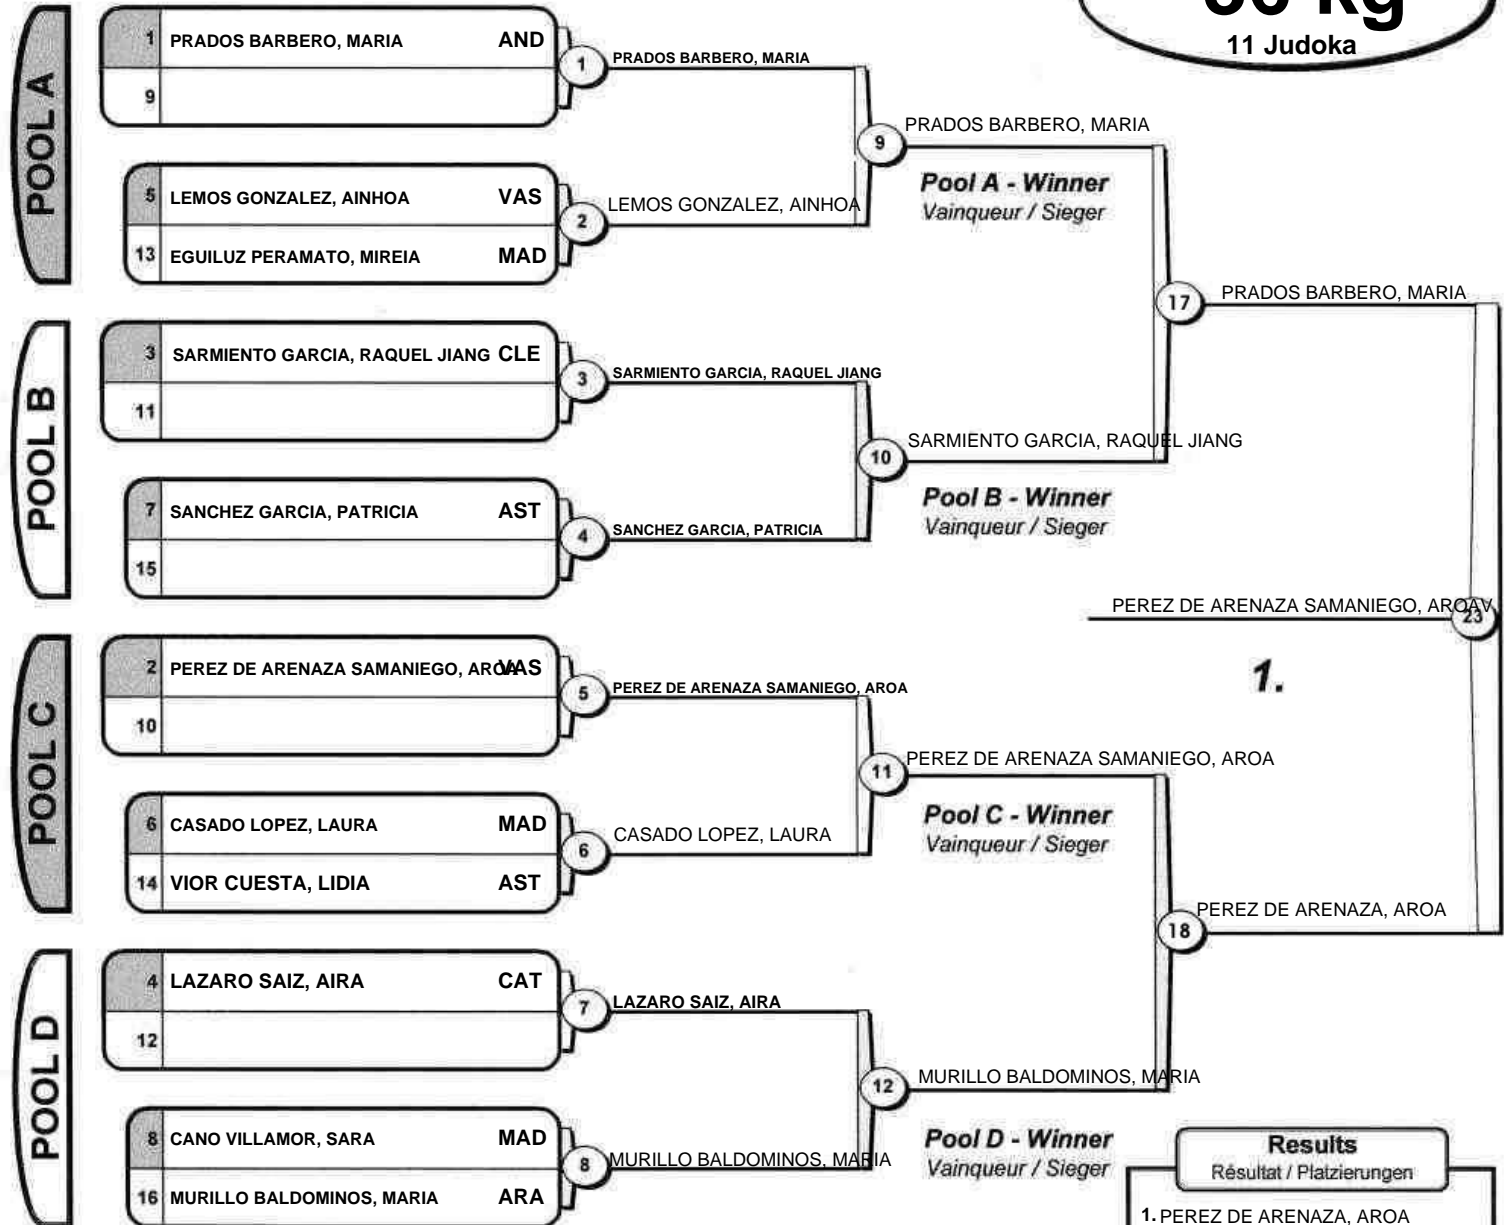 kg
11 Judoka
POOL A
1 PRADOS BARBERO, MARIA AND
9
1 PRADOS BARBERO, MARIA
5 LEMOS GONZALEZ, AINHOA VAS
13 EGUILUZ PERAMATO, MIREIA MAD
2 LEMOS GONZALEZ, AINHOA
9 PRADOS BARBERO, MARIA
Pool A - Winner
Vainqueur / Sieger
17 PRADOS BARBERO, MARIA
POOL B
3 SARMIENTO GARCIA, RAQUEL JIANG CLE
11
3 SARMIENTO GARCIA, RAQUEL JIANG
7 SANCHEZ GARCIA, PATRICIA AST
15
4 SANCHEZ GARCIA, PATRICIA
10 SARMIENTO GARCIA, RAQUEL JIANG
Pool B - Winner
Vainqueur / Sieger
PEREZ DE ARENAZA SAMANIEGO, AROAV
23
1.
POOL C
2 PEREZ DE ARENAZA SAMANIEGO, AROA VAS
10
5 PEREZ DE ARENAZA SAMANIEGO, AROA
6 CASADO LOPEZ, LAURA MAD
14 VIOR CUESTA, LIDIA AST
6 CASADO LOPEZ, LAURA
11 PEREZ DE ARENAZA SAMANIEGO, AROA
Pool C - Winner
Vainqueur / Sieger
18 PEREZ DE ARENAZA, AROA
POOL D
4 LAZARO SAIZ, AIRA CAT
12
7 LAZARO SAIZ, AIRA
8 CANO VILLAMOR, SARA MAD
16 MURILLO BALDOMINOS, MARIA ARA
8 MURILLO BALDOMINOS, MARIA
12 MURILLO BALDOMINOS, MARIA
Pool D - Winner
Vainqueur / Sieger
Results
Résultat / Platzierungen
1. PEREZ DE ARENAZA, AROA